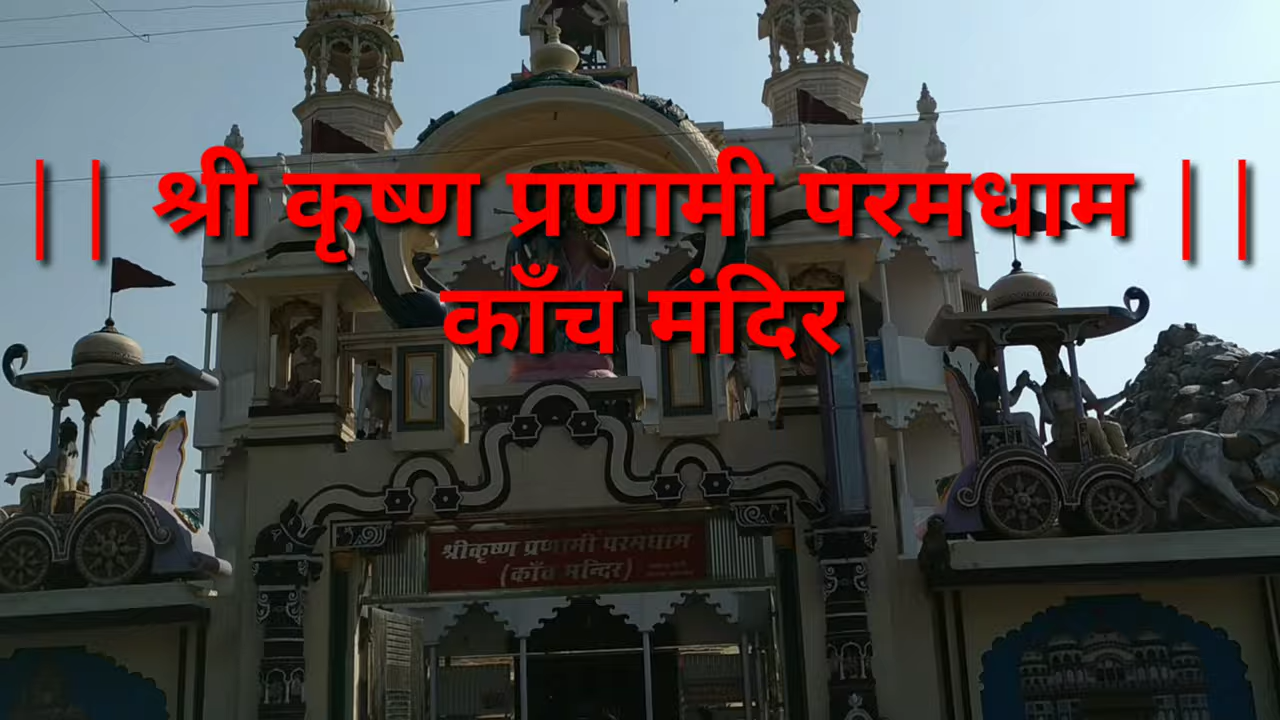 || श्री कृष्ण प्रणामी परमधाम ||
काँच मंदिर
श्रीकृष्ण प्रणामी परमधाम
(काँच मन्दिर)